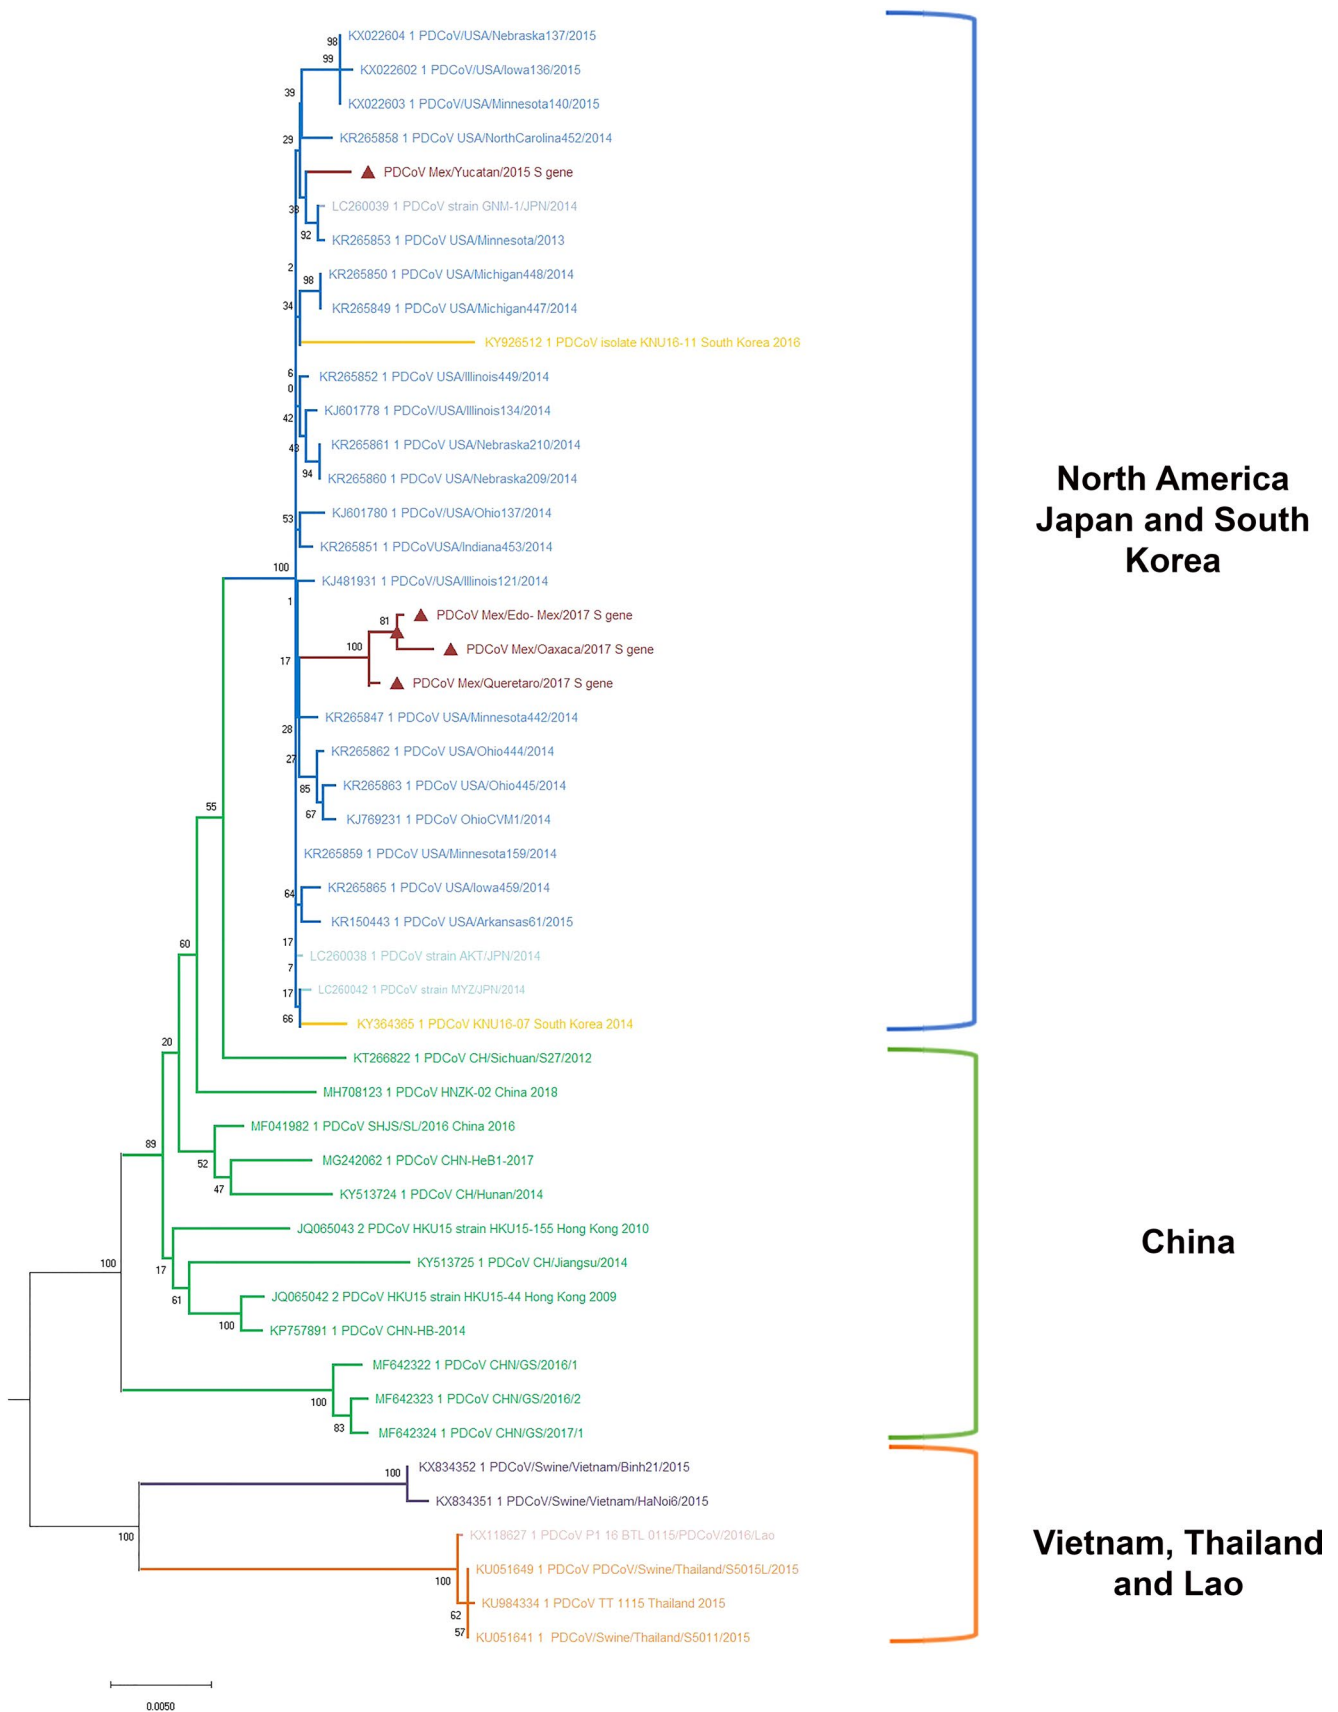 98
KX022604 1 PDCoV/USA/Nebraska137/2015
99
KX022602 1 PDCoV/USA/Iowa136/2015
39
KX022603 1 PDCoV/USA/Minnesota140/2015
29
KR265858 1 PDCoV USA/NorthCarolina452/2014
PDCoV Mex/Yucatan/2015 S gene
38
LC260039 1 PDCoV strain GNM-1/JPN/2014
92
KR265853 1 PDCoV USA/Minnesota/2013
2
98
KR265850 1 PDCoV USA/Michigan448/2014
34
KR265849 1 PDCoV USA/Michigan447/2014
KY926512 1 PDCoV isolate KNU16-11 South Korea 2016
6
KR265852 1 PDCoV USA/Illinois449/2014
0
42
KJ601778 1 PDCoV/USA/Illinois134/2014
43
KR265861 1 PDCoV USA/Nebraska210/2014
94
KR265860 1 PDCoV USA/Nebraska209/2014
53
KJ601780 1 PDCoV/USA/Ohio137/2014
KR265851 1 PDCoVUSA/Indiana453/2014
100
KJ481931 1 PDCoV/USA/Illinois121/2014
1
81
PDCoV Mex/Edo- Mex/2017 S gene
100
PDCoV Mex/Oaxaca/2017 S gene
17
PDCoV Mex/Queretaro/2017 S gene
28
KR265847 1 PDCoV USA/Minnesota442/2014
27
KR265862 1 PDCoV USA/Ohio444/2014
85
KR265863 1 PDCoV USA/Ohio445/2014
55
67
KJ769231 1 PDCoV OhioCVM1/2014
KR265859 1 PDCoV USA/Minnesota159/2014
64
KR265865 1 PDCoV USA/Iowa459/2014
KR150443 1 PDCoV USA/Arkansas61/2015
60
17
LC260038 1 PDCoV strain AKT/JPN/2014
7
17
LC260042 1 PDCoV strain MYZ/JPN/2014
66
KY364365 1 PDCoV KNU16-07 South Korea 2014
North America
Japan and South
Korea
20
KT266822 1 PDCoV CH/Sichuan/S27/2012
MH708123 1 PDCoV HNZK-02 China 2018
MF041982 1 PDCoV SHJS/SL/2016 China 2016
89
52
MG242062 1 PDCoV CHN-HeB1-2017
47
KY513724 1 PDCoV CH/Hunan/2014
JQ065043 2 PDCoV HKU15 strain HKU15-155 Hong Kong 2010
100
17
KY513725 1 PDCoV CH/Jiangsu/2014
61
JQ065042 2 PDCoV HKU15 strain HKU15-44 Hong Kong 2009
100
KP757891 1 PDCoV CHN-HB-2014
MF642322 1 PDCoV CHN/GS/2016/1
100
MF642323 1 PDCoV CHN/GS/2016/2
83
MF642324 1 PDCoV CHN/GS/2017/1
China
100
KX834352 1 PDCoV/Swine/Vietnam/Binh21/2015
KX834351 1 PDCoV/Swine/Vietnam/HaNoi6/2015
100
KX118627 1 PDCoV P1 16 BTL 0115/PDCoV/2016/Lao
100
KU051649 1 PDCoV PDCoV/Swine/Thailand/S5015L/2015
62
KU984334 1 PDCoV TT 1115 Thailand 2015
57
KU051641 1 PDCoV/Swine/Thailand/S5011/2015
Vietnam, Thailand
and Lao
0.0050